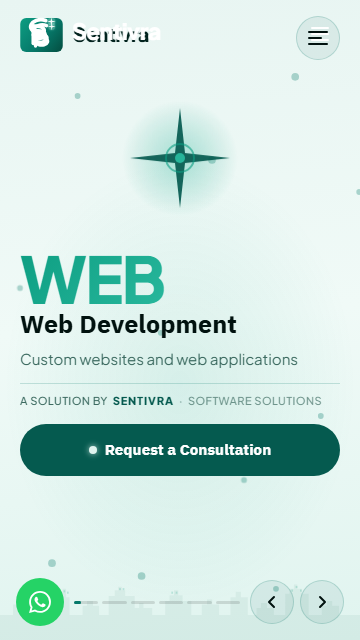 Sentivra
WEB
Web Development
Custom websites and web applications
A SOLUTION BY SENTIVRA · SOFTWARE SOLUTIONS
Request a Consultation